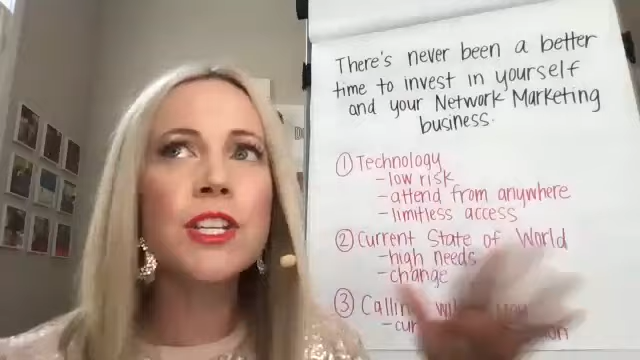 There's never been a better
time to invest in yourself
and your Network Marketing
business.
① Technology
- low risk
- attend from anywhere
- limitless access
② Current State of World
- high needs
- change
③